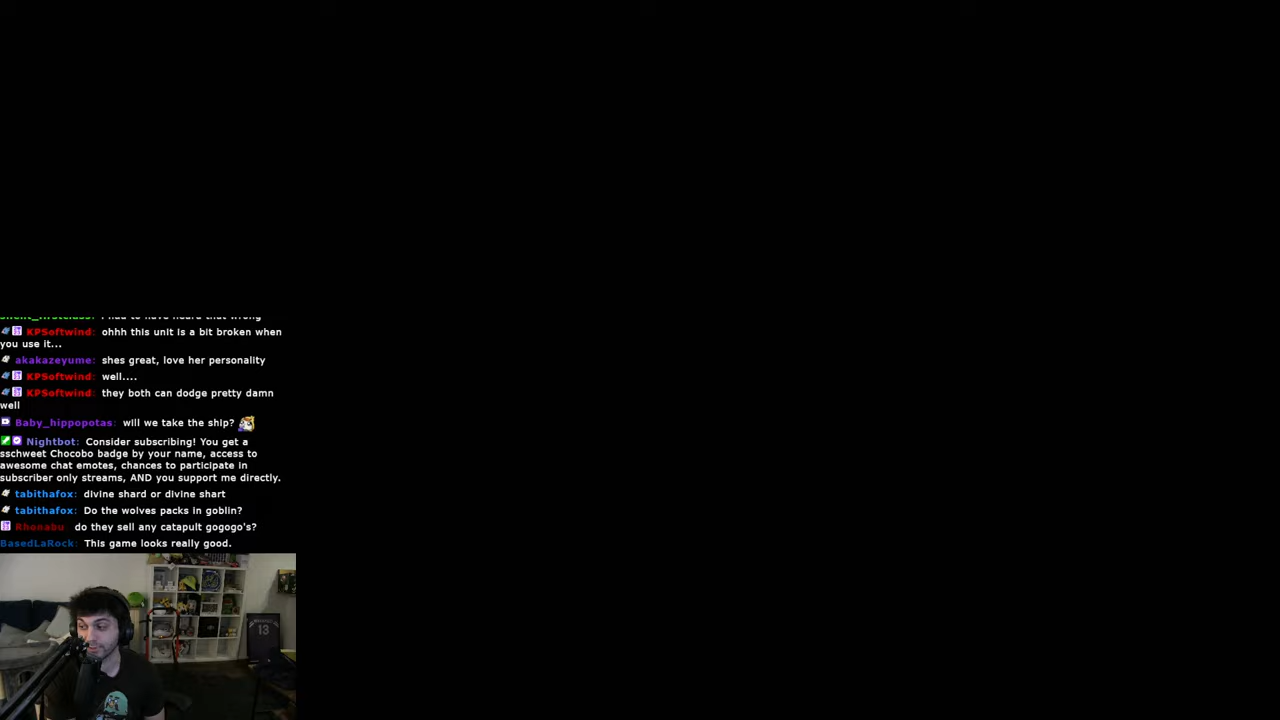 KPSoftwind: ohhh this unit is a bit broken when
you use it...
akakazeyume: shes great, love her personality
KPSoftwind: well....
KPSoftwind: they both can dodge pretty damn
well
Baby_hippopotas: will we take the ship?
Nightbot: Consider subscribing! You get a
sschweet Chocobo badge by your name, access to
awesome chat emotes, chances to participate in
subscriber only streams, AND you support me directly.
tabithafox: divine shard or divine shart
tabithafox: Do the wolves packs in goblin?
Rhonabu: do they sell any catapult gogogo's?
BasedLaRock: This game looks really good.
13